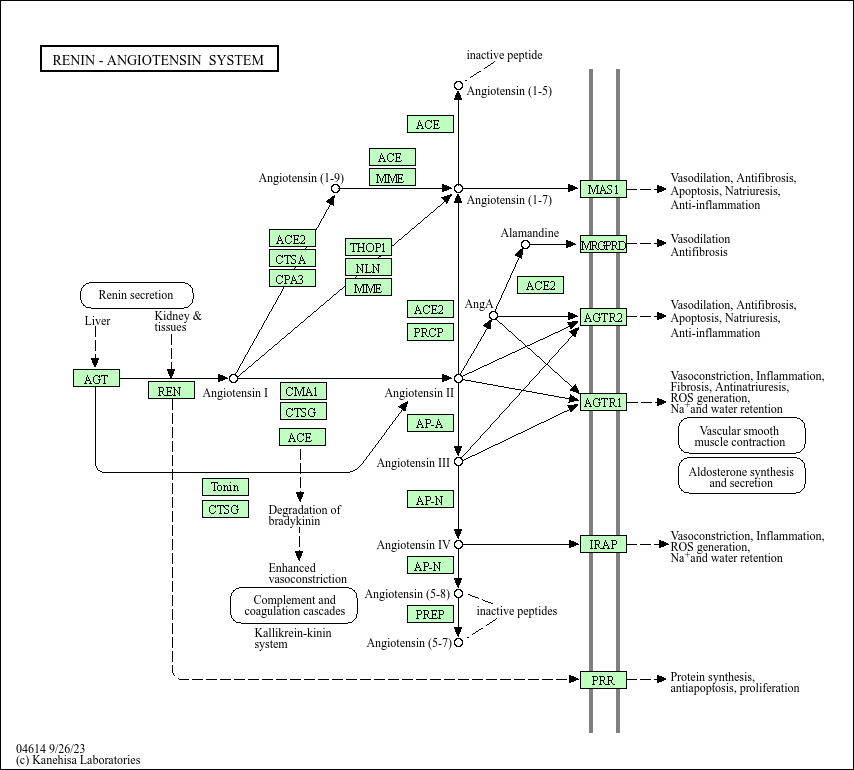 RENIN - ANGIOTENSIN SYSTEM
inactive peptide
Angiotensin (1-5)
ACE
ACE
MME
Angiotensin (1-9)
Angiotensin (1-7)
MAS1
Vasodilation, Antifibrosis,
Apoptosis, Natriuresis,
Anti-inflammation
ACE2
CTSA
CPA3
THOP1
NLN
MME
Alamandine
MRGPRD
Vasodilation
Antifibrosis
ACE2
Renin secretion
Liver
Kidney &
tissues
ACE2
PRCP
AngA
AGTR2
Vasodilation, Antifibrosis,
Apoptosis, Natriuresis,
Anti-inflammation
AGT
REN
Angiotensin I
CMA1
CTSG
ACE
Angiotensin II
AGTR1
Vasoconstriction, Inflammation,
Fibrosis, Antinatriuresis,
ROS generation,
Na+ and water retention
Vascular smooth
muscle contraction
Aldosterone synthesis
and secretion
AP-A
Angiotensin III
Tonin
CTSG
AP-N
Degradation of
bradykinin
Enhanced
vasoconstriction
Complement and
coagulation cascades
Kallikrein-kinin
system
Angiotensin IV
IRAP
Vasoconstriction, Inflammation,
ROS generation,
Na+ and water retention
AP-N
Angiotensin (5-8)
PREP
inactive peptides
Angiotensin (5-7)
PRR
Protein synthesis,
antiapoptosis, proliferation
04614 9/26/23
(c) Kanehisa Laboratories